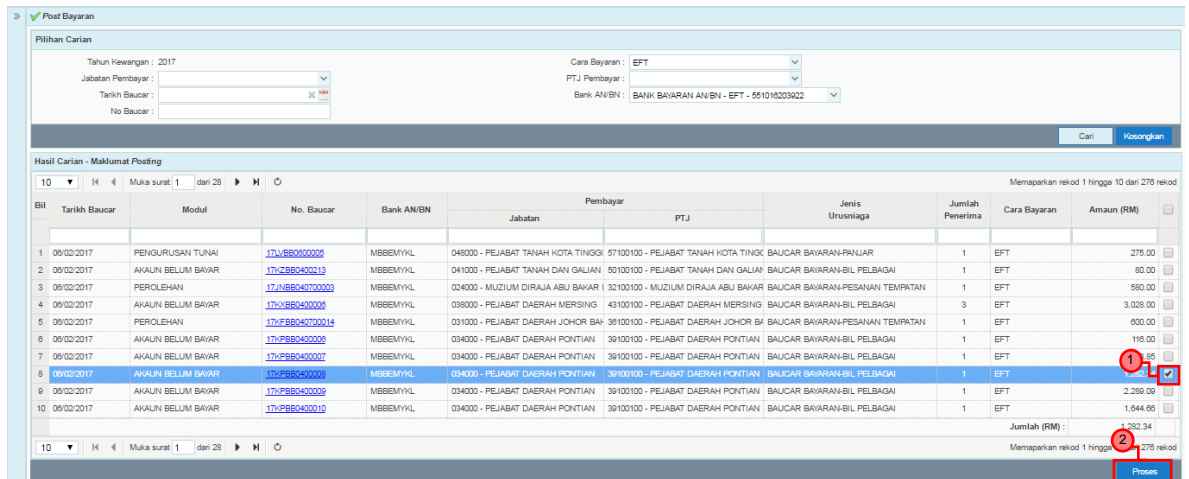 » Post Bayaran
Pilihan Carian
Tahun Kewangan : 2017 Cara Bayaran : EFT
Jabatan Pembayar : PTJ Pembayar :
Tarikh Baucar : Bank AN/BN : BANK BAYARAN AN/BN - EFT - 551016203922
No Baucar :
Cari Kosongkan
Hasil Carian - Maklumat Posting
10 Muka surat 1 dari 28 Memaparkan rekod 1 hingga 10 dari 276 rekod
Bil Tarikh Baucar Modul No. Baucar Bank AN/BN Pembayar Jenis Urusniaga Jumlah Penerima Cara Bayaran Amaun (RM)
Jabatan PTJ
1 06/02/2017 PENGURUSAN TUNAI 17LVBB0600005 MBBEMYKL 048000 - PEJABAT TANAH KOTA TINGGI 57100100 - PEJABAT TANAH KOTA TINGG BAUCAR BAYARAN-PANJAR 1 EFT 275.00
2 06/02/2017 AKAUN BELUM BAYAR 17KZBB0400213 MBBEMYKL 041000 - PEJABAT TANAH DAN GALIAN 50100100 - PEJABAT TANAH DAN GALIAN BAUCAR BAYARAN-BIL PELBAGAI 1 EFT 80.00
3 06/02/2017 PEROLEHAN 17JNBB040700003 MBBEMYKL 024000 - MUZIUM DIRAJA ABU BAKAR 32100100 - MUZIUM DIRAJA ABU BAKAR BAUCAR BAYARAN-PESANAN TEMPATAN 1 EFT 580.00
4 06/02/2017 AKAUN BELUM BAYAR 17KXBB0400006 MBBEMYKL 038000 - PEJABAT DAERAH MERSING 43100100 - PEJABAT DAERAH MERSING BAUCAR BAYARAN-BIL PELBAGAI 3 EFT 3,028.00
5 06/02/2017 PEROLEHAN 17KFBB040700014 MBBEMYKL 031000 - PEJABAT DAERAH JOHOR BAH 36100100 - PEJABAT DAERAH JOHOR BA BAUCAR BAYARAN-PESANAN TEMPATAN 1 EFT 600.00
6 06/02/2017 AKAUN BELUM BAYAR 17KPBB0400006 MBBEMYKL 034000 - PEJABAT DAERAH PONTIAN 39100100 - PEJABAT DAERAH PONTIAN BAUCAR BAYARAN-BIL PELBAGAI 1 EFT 116.00
7 06/02/2017 AKAUN BELUM BAYAR 17KPBB0400007 MBBEMYKL 034000 - PEJABAT DAERAH PONTIAN 39100100 - PEJABAT DAERAH PONTIAN BAUCAR BAYARAN-BIL PELBAGAI 1 EFT 1
8 06/02/2017 AKAUN BELUM BAYAR 17KPBB0400008 MBBEMYKL 034000 - PEJABAT DAERAH PONTIAN 39100100 - PEJABAT DAERAH PONTIAN BAUCAR BAYARAN-BIL PELBAGAI 1 EFT
9 06/02/2017 AKAUN BELUM BAYAR 17KPBB0400009 MBBEMYKL 034000 - PEJABAT DAERAH PONTIAN 39100100 - PEJABAT DAERAH PONTIAN BAUCAR BAYARAN-BIL PELBAGAI 1 EFT 2,289.09
10 06/02/2017 AKAUN BELUM BAYAR 17KPBB0400010 MBBEMYKL 034000 - PEJABAT DAERAH PONTIAN 39100100 - PEJABAT DAERAH PONTIAN BAUCAR BAYARAN-BIL PELBAGAI 1 EFT 1,644.66
Jumlah (RM) : 1,282.34
2
10 Muka surat 1 dari 28 Memaparkan rekod 1 hingga 276 rekod
Proses